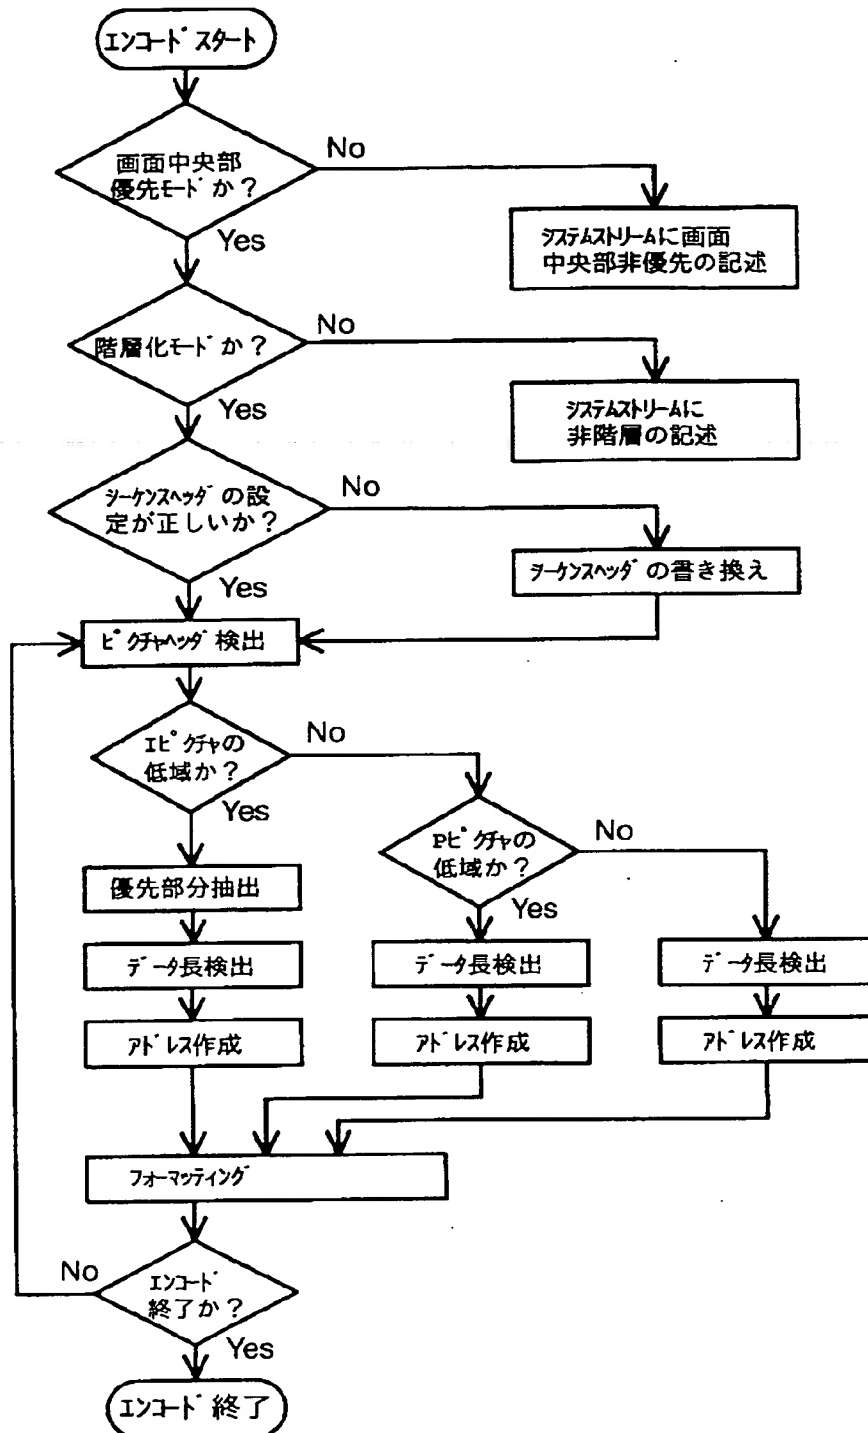 エンコードスタート
画面中央部
優先モードか？
No
システムストリームに画面
中央部非優先の記述
Yes
階層化モードか？
No
システムストリームに
非階層の記述
Yes
シーケンスヘッダの設
定が正しいか？
No
シーケンスヘッダの書き換え
Yes
ピクチャヘッダ検出
Iピクチャの
低域か？
No
Yes
Pピクチャの
低域か？
No
Yes
優先部分抽出
データ長検出
データ長検出
データ長検出
アドレス作成
アドレス作成
アドレス作成
フォーマッティング
エンコード
終了か？
No
Yes
エンコード終了